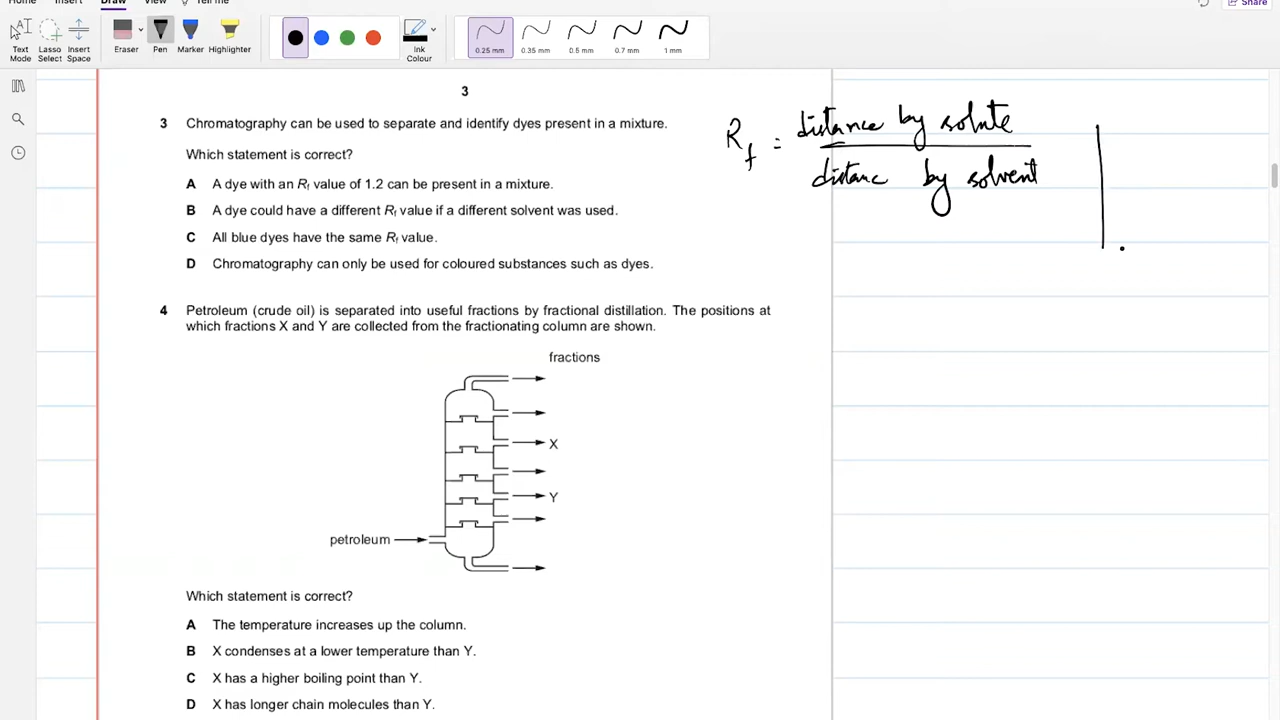 Home Insert Draw View Tell me
Share
Text Mode
Lasso Select
Insert Space
Eraser
Pen
Marker
Highlighter
Ink Colour
0.25 mm
0.35 mm
0.5 mm
0.7 mm
1 mm
3
3 Chromatography can be used to separate and identify dyes present in a mixture.
Which statement is correct?
A A dye with an Rf value of 1.2 can be present in a mixture.
B A dye could have a different Rf value if a different solvent was used.
C All blue dyes have the same Rf value.
D Chromatography can only be used for coloured substances such as dyes.
Rf = distance by solute
distanc by solvent
4 Petroleum (crude oil) is separated into useful fractions by fractional distillation. The positions at
which fractions X and Y are collected from the fractionating column are shown.
fractions
X
Y
petroleum
Which statement is correct?
A The temperature increases up the column.
B X condenses at a lower temperature than Y.
C X has a higher boiling point than Y.
D X has longer chain molecules than Y.